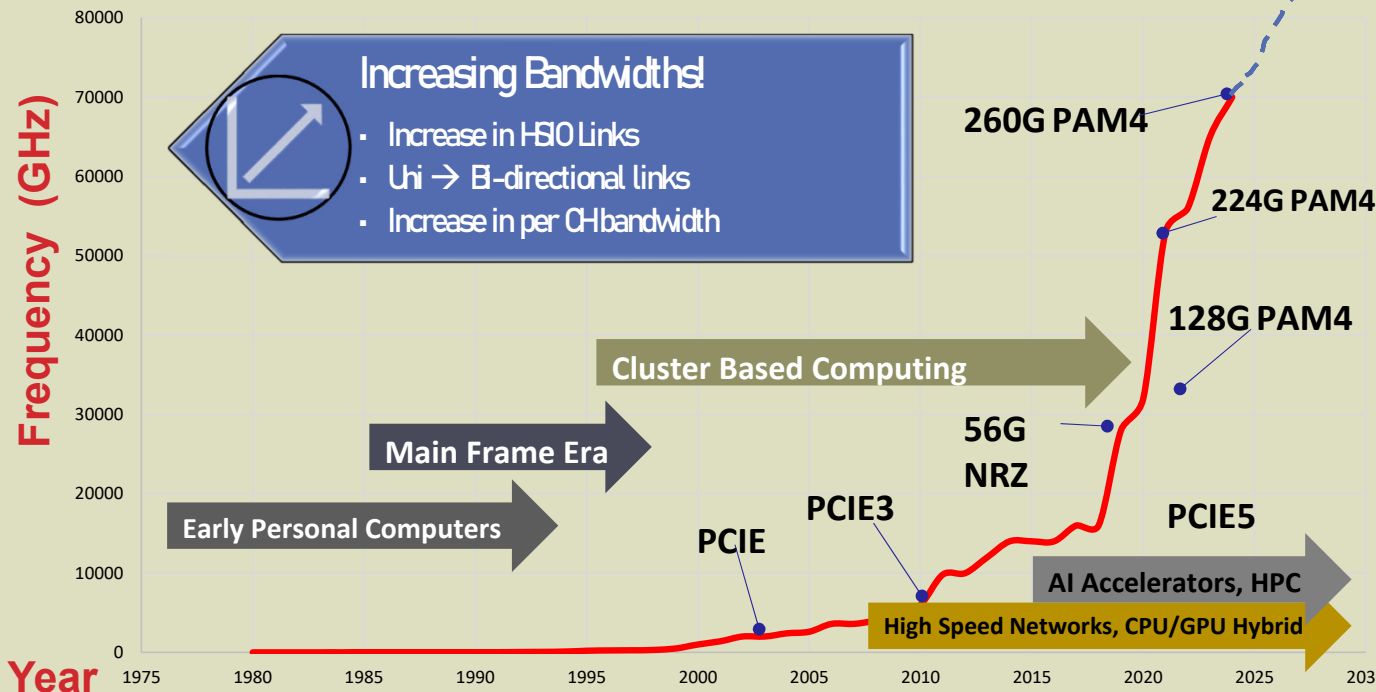 Frequency (GHz)
80000
70000
60000
50000
40000
30000
20000
10000
0
Increasing Bandwidths!
▪ Increase in HSIO Links
▪ Uni → Bi-directional links
▪ Increase in per CH bandwidth
260G PAM4
224G PAM4
128G PAM4
Cluster Based Computing
56G
NRZ
Main Frame Era
Early Personal Computers
PCIE
PCIE3
PCIE5
AI Accelerators, HPC
High Speed Networks, CPU/GPU Hybrid
Year
1975 1980 1985 1990 1995 2000 2005 2010 2015 2020 2025